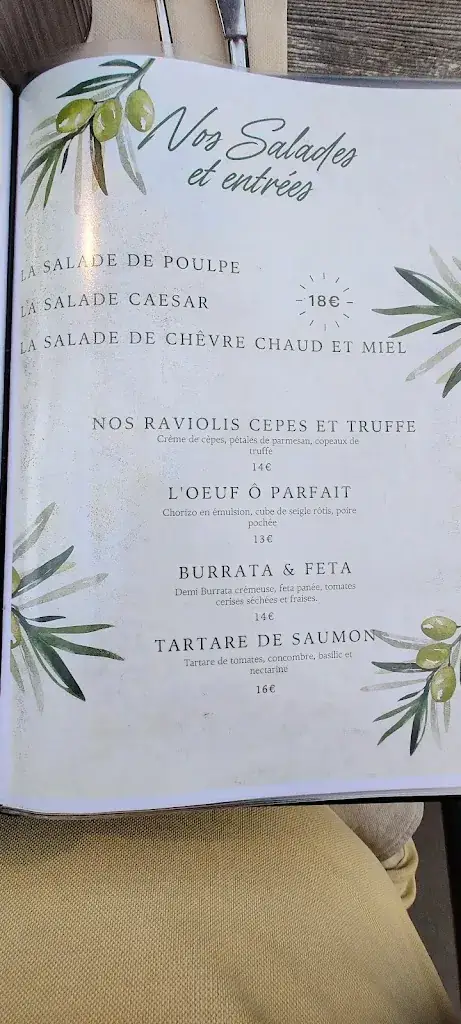 Nos Salades
et entrées
LA SALADE DE POULPE
LA SALADE CAESAR
18€
LA SALADE DE CHÊVRE CHAUD ET MIEL
NOS RAVIOLIS CEPES ET TRUFFE
Crème de cèpes, pétales de parmesan, copeaux de
truffe
14€
L'OEUF Ô PARFAIT
Chorizo en émulsion, cube de seigle rôtis, poire
pochée
13€
BURRATA & FETA
Demi Burrata crémeuse, feta panée, tomates
cerises séchées et fraises.
14€
TARTARE DE SAUMON
Tartare de tomates, concombre, basilic et
nectarine
16€